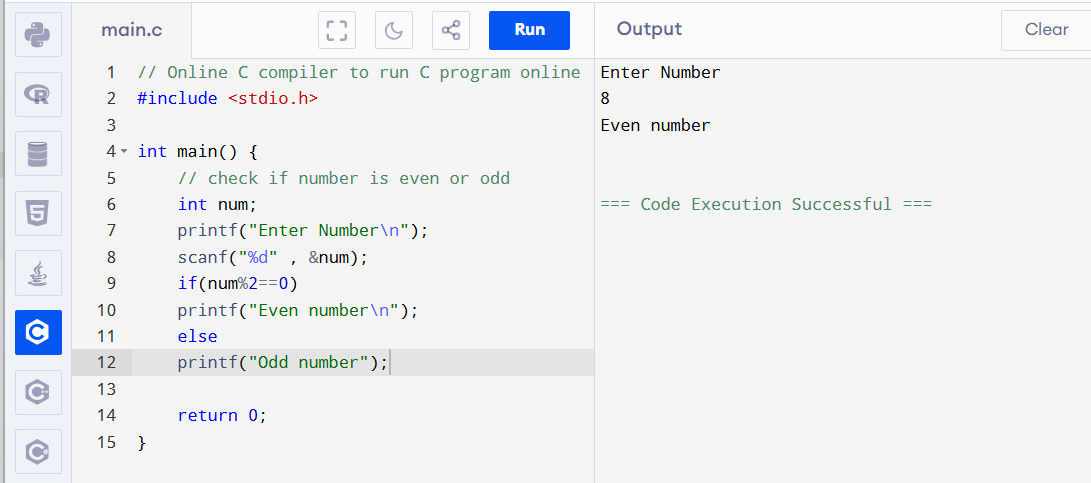 main.c
Run
Output
Clear
1 // Online C compiler to run C program online
2 #include <stdio.h>
3
4 int main() {
5     // check if number is even or odd
6     int num;
7     printf("Enter Number\n");
8     scanf("%d" , &num);
9     if(num%2==0)
10     printf("Even number\n");
11     else
12     printf("Odd number");
13
14     return 0;
15 }
Enter Number
8
Even number
=== Code Execution Successful ===